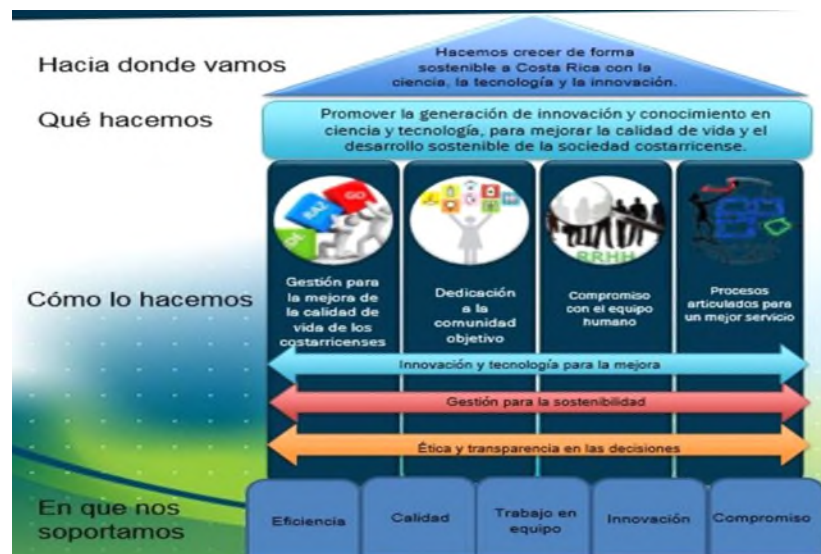 Hacia donde vamos
Hacemos crecer de forma
sostenible a Costa Rica con la
ciencia, la tecnología y la innovación.
Qué hacemos
Promover la generación de innovación y conocimiento en
ciencia y tecnología, para mejorar la calidad de vida y el
desarrollo sostenible de la sociedad costarricense.
Cómo lo hacemos
DE
RAZ
GO
Gestión para
la mejora de
la calidad de
vida de los
costarricenses
Dedicación
a la
comunidad
objetivo
RRHH
Compromiso
con el equipo
humano
Procesos
articulados para
un mejor servicio
Innovación y tecnología para la mejora
Gestión para la sostenibilidad
Ética y transparencia en las decisiones
En que nos
soportamos
Eficiencia
Calidad
Trabajo en
equipo
Innovación
Compromiso